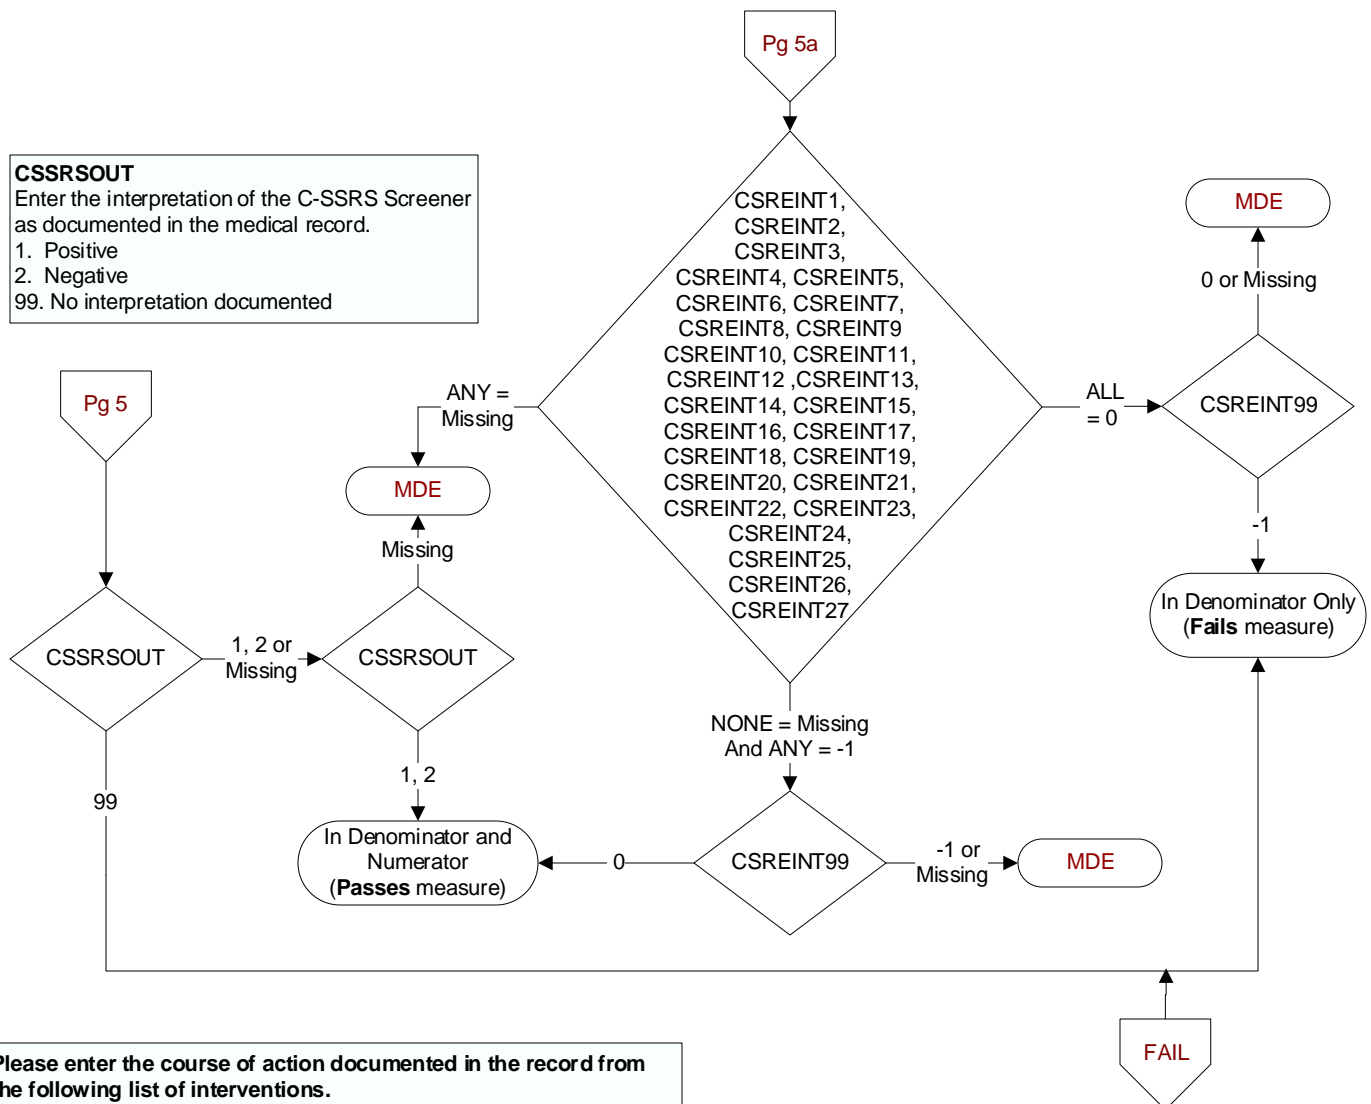 Pg 5a
CSSRSOUT
Enter the interpretation of the C-SSRS Screener
as documented in the medical record.
1. Positive
2. Negative
99. No interpretation documented
CSREINT1,
CSREINT2,
CSREINT3,
CSREINT4, CSREINT5,
CSREINT6, CSREINT7,
CSREINT8, CSREINT9
CSREINT10, CSREINT11,
CSREINT12 ,CSREINT13,
CSREINT14, CSREINT15,
CSREINT16, CSREINT17,
CSREINT18, CSREINT19,
CSREINT20, CSREINT21,
CSREINT22, CSREINT23,
CSREINT24,
CSREINT25,
CSREINT26,
CSREINT27
MDE
0 or Missing
ALL
= 0
CSREINT99
-1
In Denominator Only
(Fails measure)
Pg 5
ANY =
Missing
MDE
Missing
CSSRSOUT
1, 2 or
Missing
CSSRSOUT
1, 2
99
In Denominator and
Numerator
(Passes measure)
NONE = Missing
And ANY = -1
0
CSREINT99
-1 or
Missing
MDE
FAIL
Please enter the course of action documented in the record from
the following list of interventions.